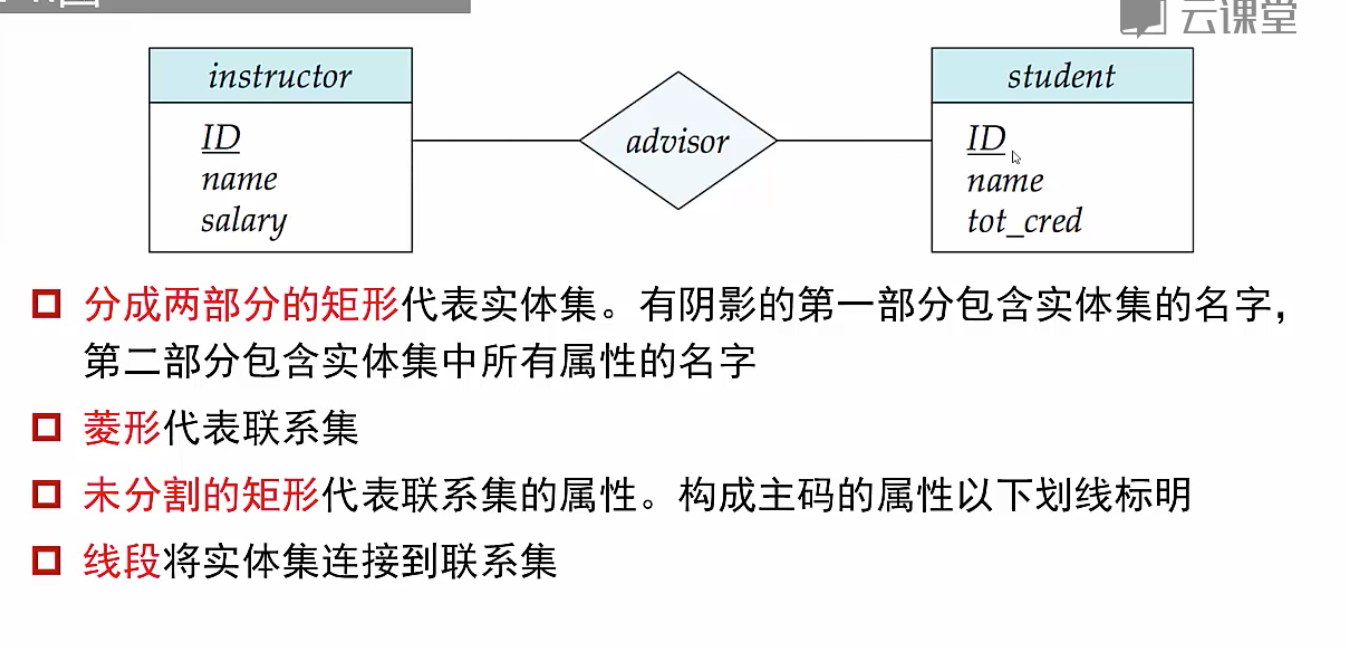 图
云课堂
instructor
student
advisor
ID
name
salary
ID
name
tot_cred
分成两部分的矩形代表实体集。有阴影的第一部分包含实体集的名字，
第二部分包含实体集中所有属性的名字
菱形代表联系集
未分割的矩形代表联系集的属性。构成主码的属性以下划线标明
线段将实体集连接到联系集